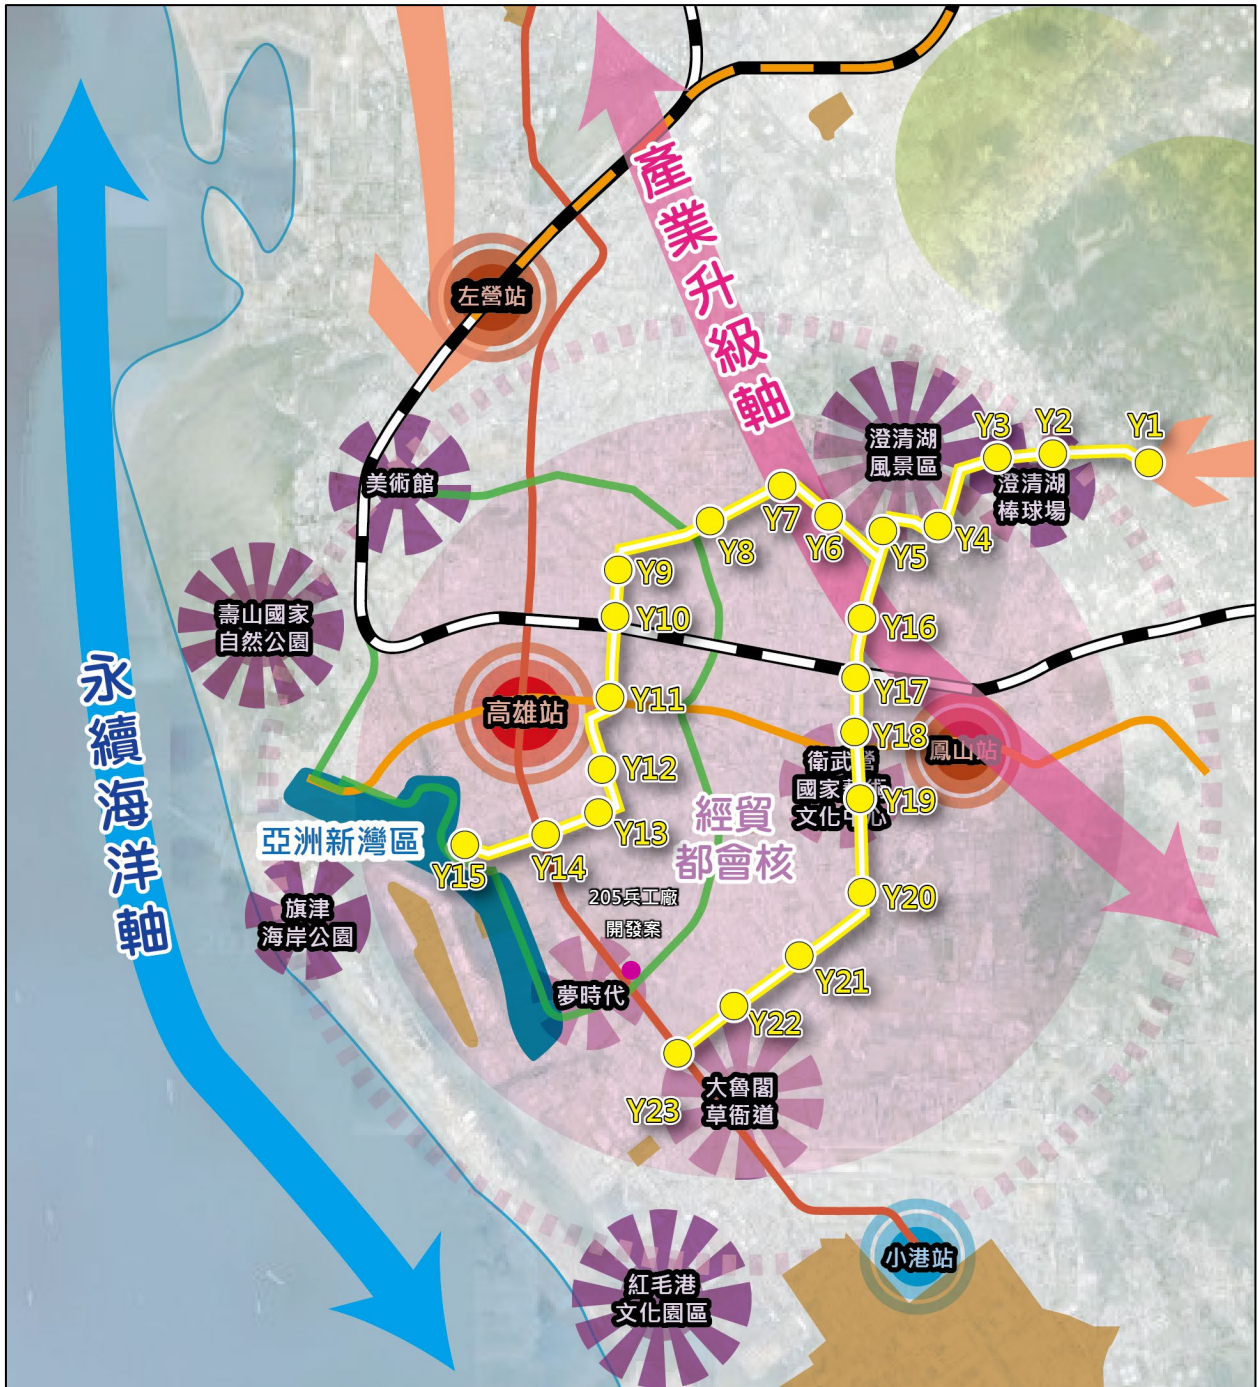 產業升級軸
左營站
澄清湖
風景區
Y3
Y2
Y1
澄清湖
棒球場
美術館
Y7
Y8
Y6
Y5
Y4
Y9
Y10
Y16
壽山國家
自然公園
永續海洋軸
高雄站
Y11
Y17
Y18
鳳山站
衛武營
國家藝術
文化中心
Y12
Y19
Y13
經貿
都會核
亞洲新灣區
Y14
Y15
205兵工廠
開發案
Y20
旗津
海岸公園
Y21
夢時代
Y22
大魯閣
草衙道
Y23
小港站
紅毛港
文化園區